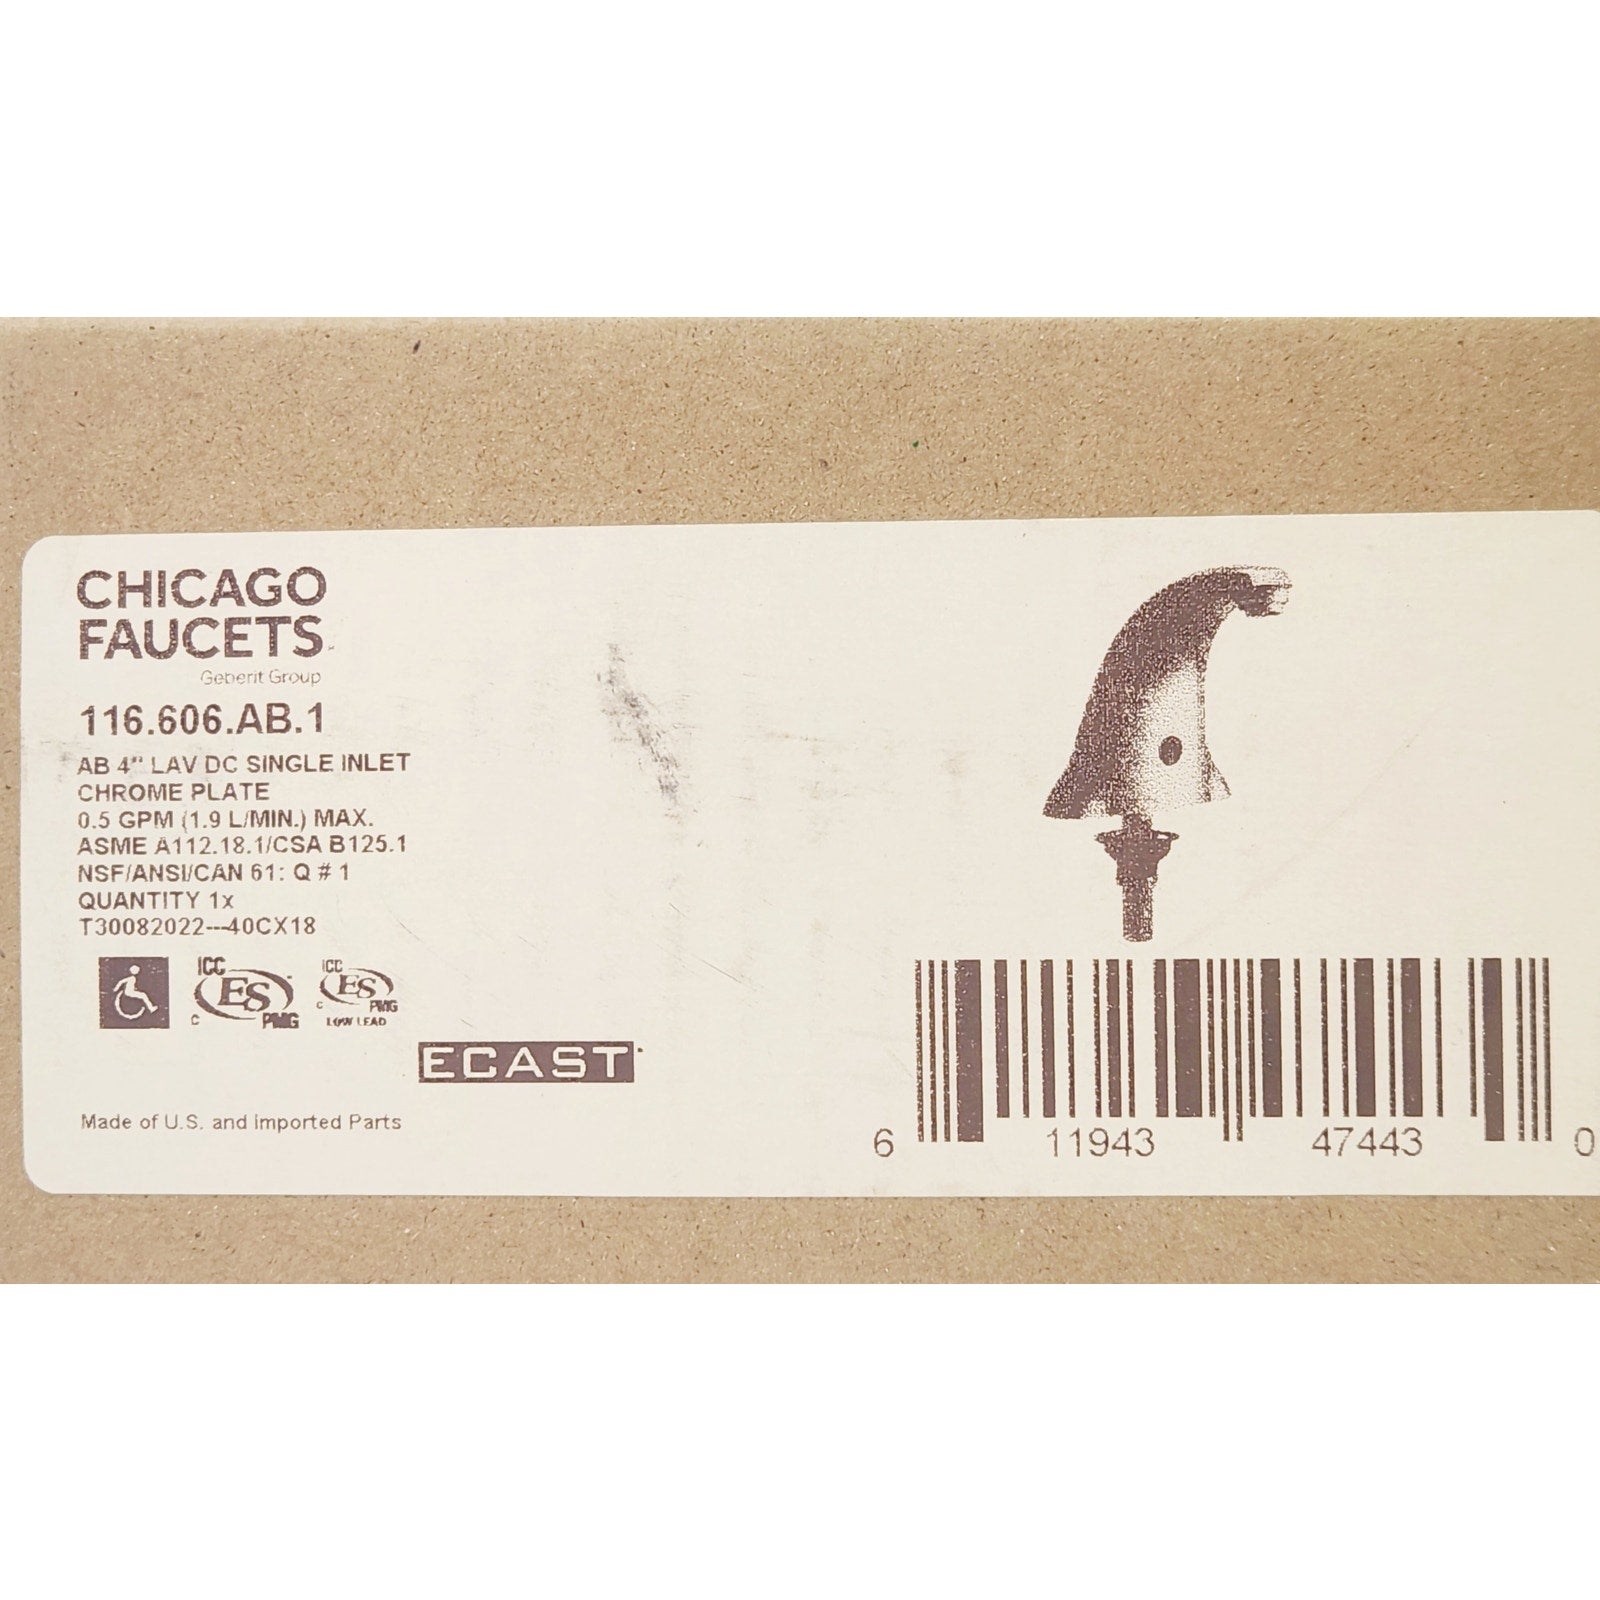 CHICAGO
FAUCETS
Geberit Group
116.606.AB.1
AB 4" LAV DC SINGLE INLET
CHROME PLATE
0.5 GPM (1.9 L/MIN.) MAX.
ASME A112.18.1/CSA B125.1
NSF/ANSI/CAN 61: Q # 1
QUANTITY 1x
T30082022---40CX18
ICC
ES
C PMG
ICC
ES
C PMG
LOW LEAD
ECAST
Made of U.S. and Imported Parts
6 11943 47443 0